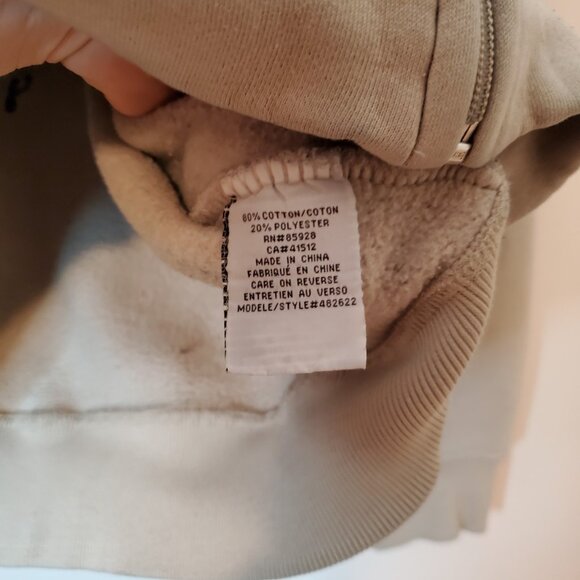 80% COTTON/COTON
20% POLYESTER
RN#85928
CA#41512
MADE IN CHINA
FABRIQUÉ EN CHINE
CARE ON REVERSE
ENTRETIEN AU VERSO
MODELE/STYLE#482622